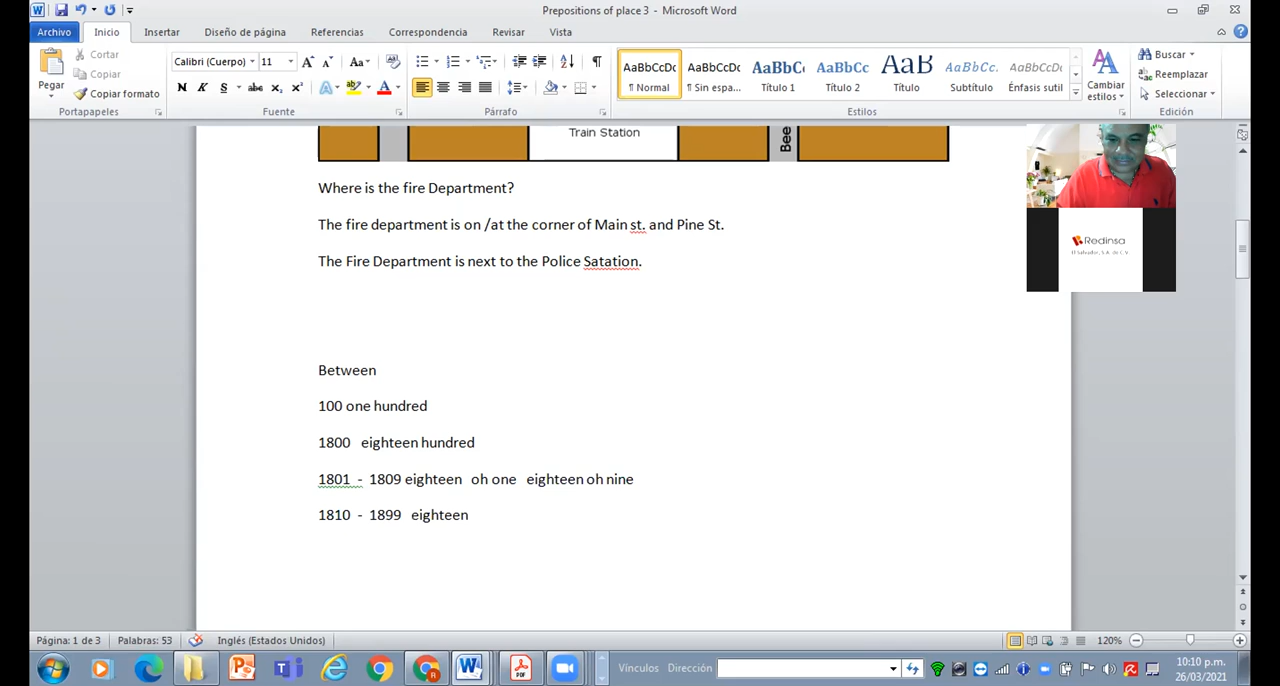 Prepositions of place 3 - Microsoft Word
Archivo Inicio Insertar Diseño de página Referencias Correspondencia Revisar Vista
Cortar
Calibri (Cuerpo) 11
AaBbCcDc AaBbCcDc AaBbC AaBbCc AaB AaBbCc. AaBbCcDc
Buscar
Copiar
Reemplazar
Pegar
Copiar formato
N K S abc
¶ Normal ¶ Sin espa... Título 1 Título 2 Título Subtítulo Énfasis sutil
Cambiar estilos
Seleccionar
Portapapeles Fuente Párrafo Estilos Edición
Train Station
Bee
Where is the fire Department?
The fire department is on /at the corner of Main st. and Pine St.
The Fire Department is next to the Police Satation.
Redinsa
El Salvador, S.A. de C.V
Between
100 one hundred
1800 eighteen hundred
1801 - 1809 eighteen oh one eighteen oh nine
1810 - 1899 eighteen
Página: 1 de 3 Palabras: 53 Inglés (Estados Unidos) 120%
Vínculos Dirección
10:10 p.m.
26/03/2021